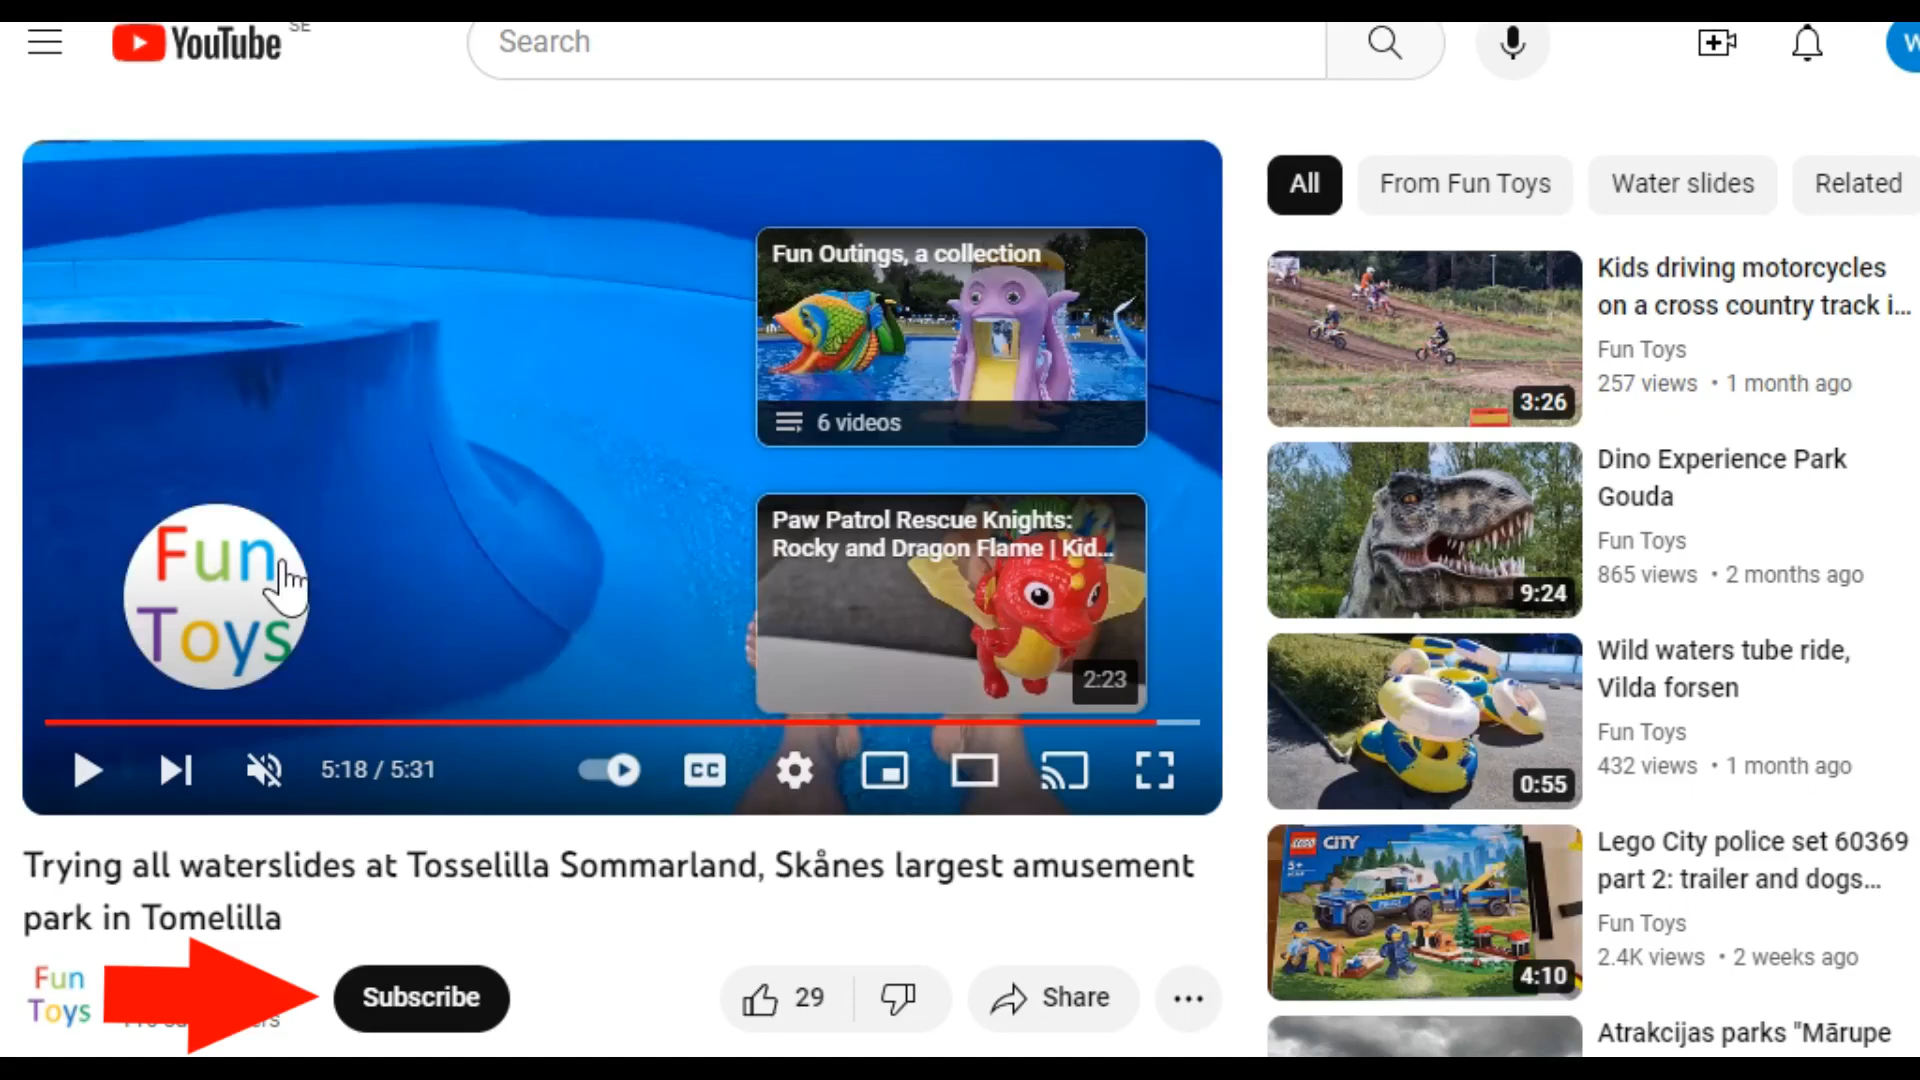 YouTube
SE
Search
W
Fun Outings, a collection
6 videos
Paw Patrol Rescue Knights:
Rocky and Dragon Flame | Kid...
2:23
Fun
Toys
5:18 / 5:31
CC
Trying all waterslides at Tosselilla Sommarland, Skånes largest amusement
park in Tomelilla
Fun
Toys
Subscribe
29
Share
All
From Fun Toys
Water slides
Related
Kids driving motorcycles
on a cross country track i...
Fun Toys
257 views • 1 month ago
3:26
Dino Experience Park
Gouda
Fun Toys
865 views • 2 months ago
9:24
Wild waters tube ride,
Vilda forsen
Fun Toys
432 views • 1 month ago
0:55
LEGO CITY
5+
POLICE
Lego City police set 60369
part 2: trailer and dogs...
Fun Toys
2.4K views • 2 weeks ago
4:10
Atrakcijas parks "Mārupe